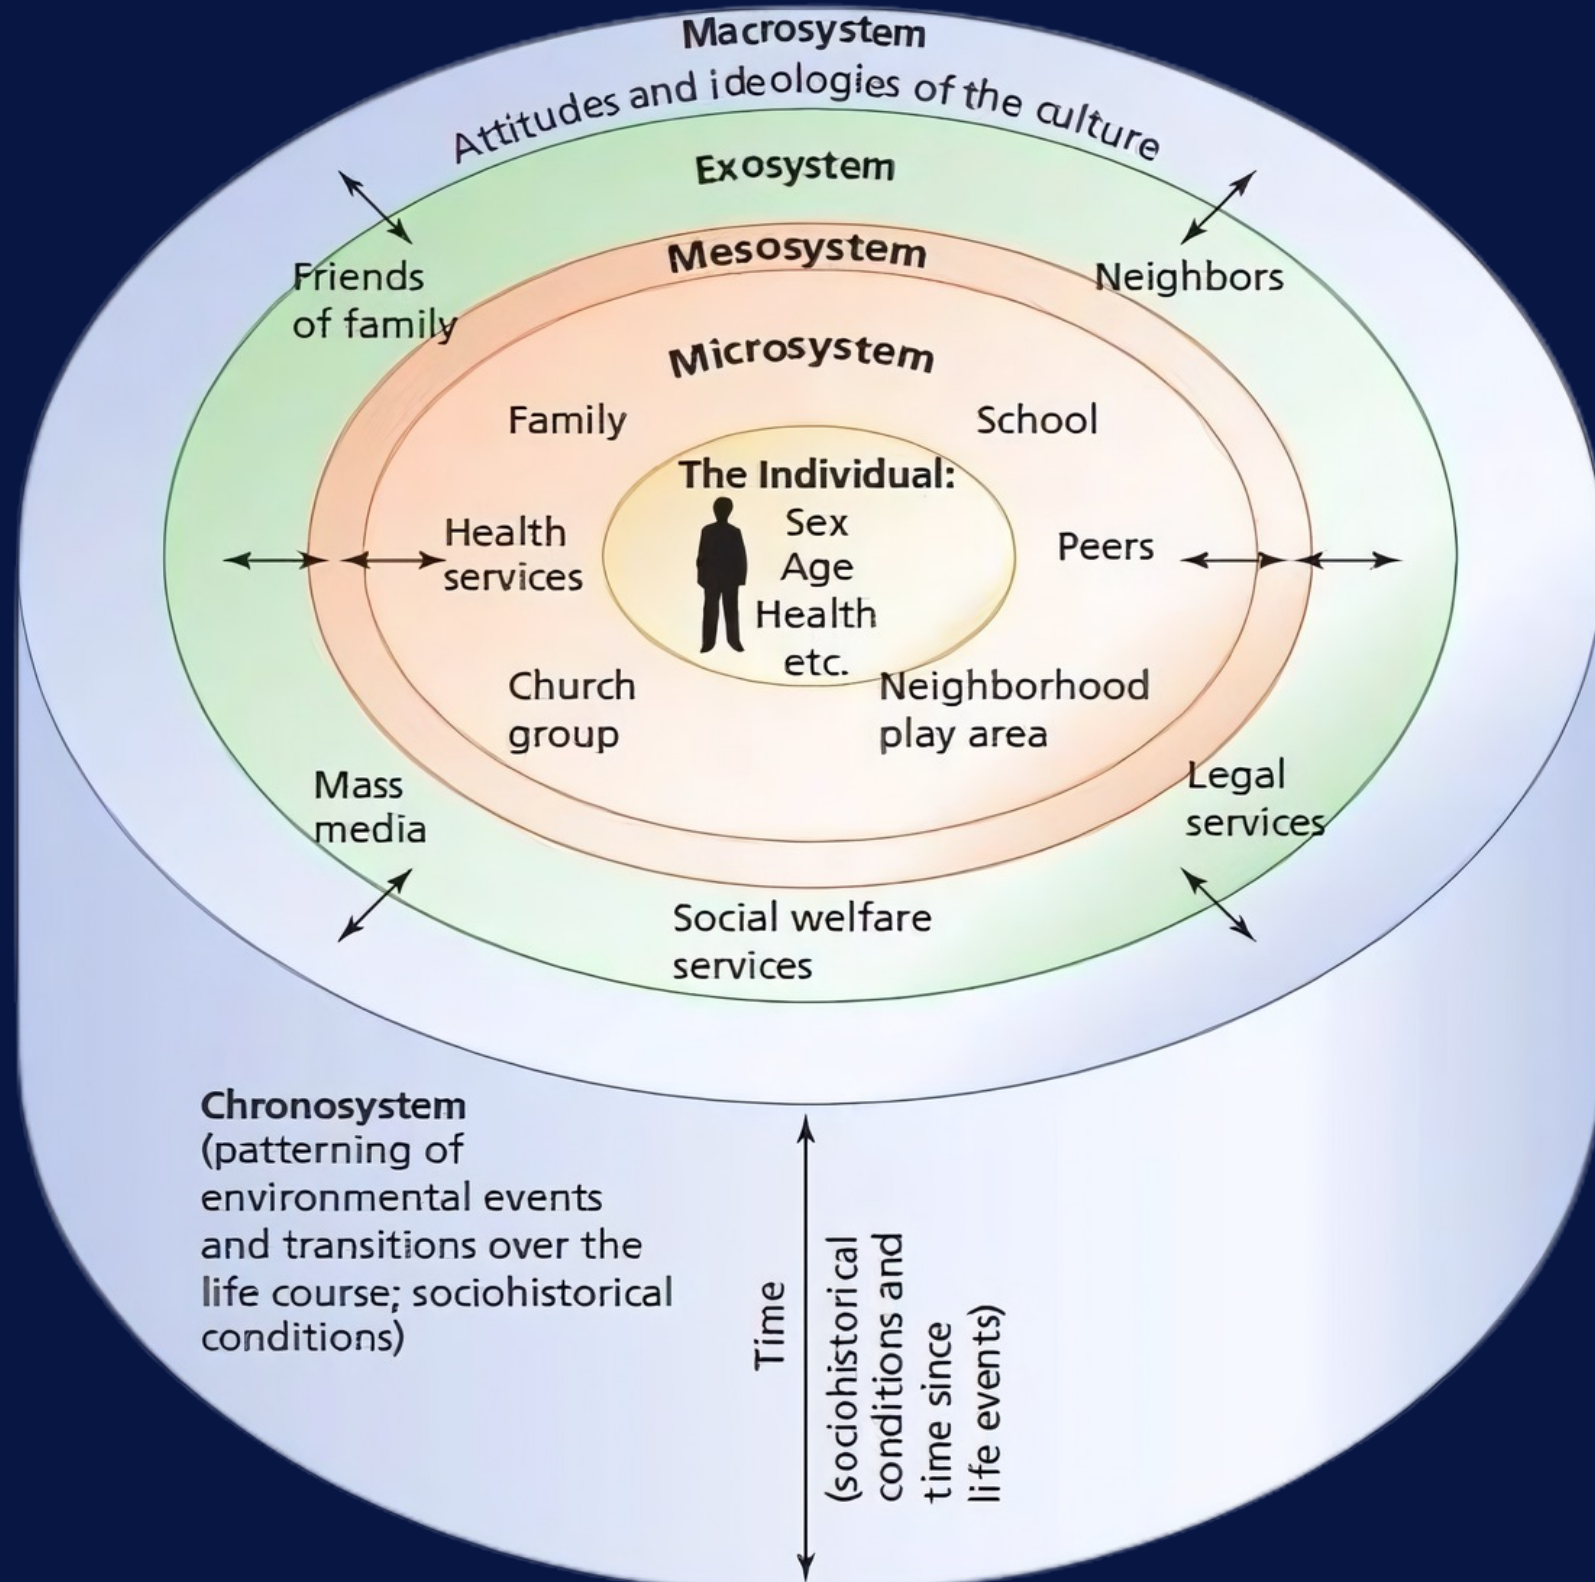 Macrosystem
Attitudes and ideologies of the culture
Exosystem
Mesosystem
Friends
of family
Neighbors
Microsystem
Family
School
The Individual:
Sex
Age
Health
etc.
Health
services
Peers
Church
group
Neighborhood
play area
Mass
media
Legal
services
Social welfare
services
Chronosystem
(patterning of
environmental events
and transitions over the
life course; sociohistorical
conditions)
Time
(sociohistorical
conditions and
time since
life events)